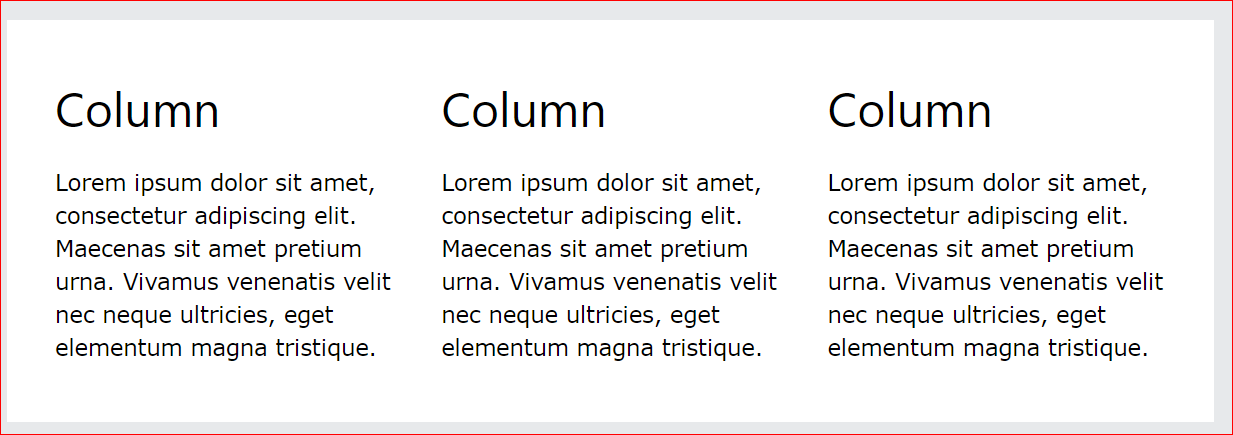 Column
Lorem ipsum dolor sit amet,
consectetur adipiscing elit.
Maecenas sit amet pretium
urna. Vivamus venenatis velit
nec neque ultricies, eget
elementum magna tristique.
Column
Lorem ipsum dolor sit amet,
consectetur adipiscing elit.
Maecenas sit amet pretium
urna. Vivamus venenatis velit
nec neque ultricies, eget
elementum magna tristique.
Column
Lorem ipsum dolor sit amet,
consectetur adipiscing elit.
Maecenas sit amet pretium
urna. Vivamus venenatis velit
nec neque ultricies, eget
elementum magna tristique.